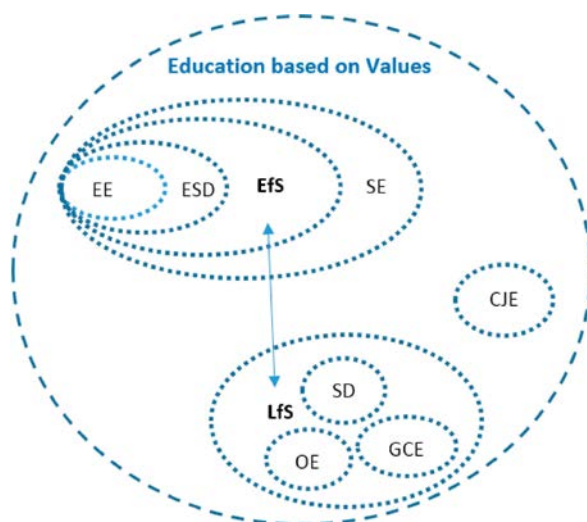 Education based on Values
EE
ESD
EfS
SE
CJE
SD
LfS
GCE
OE